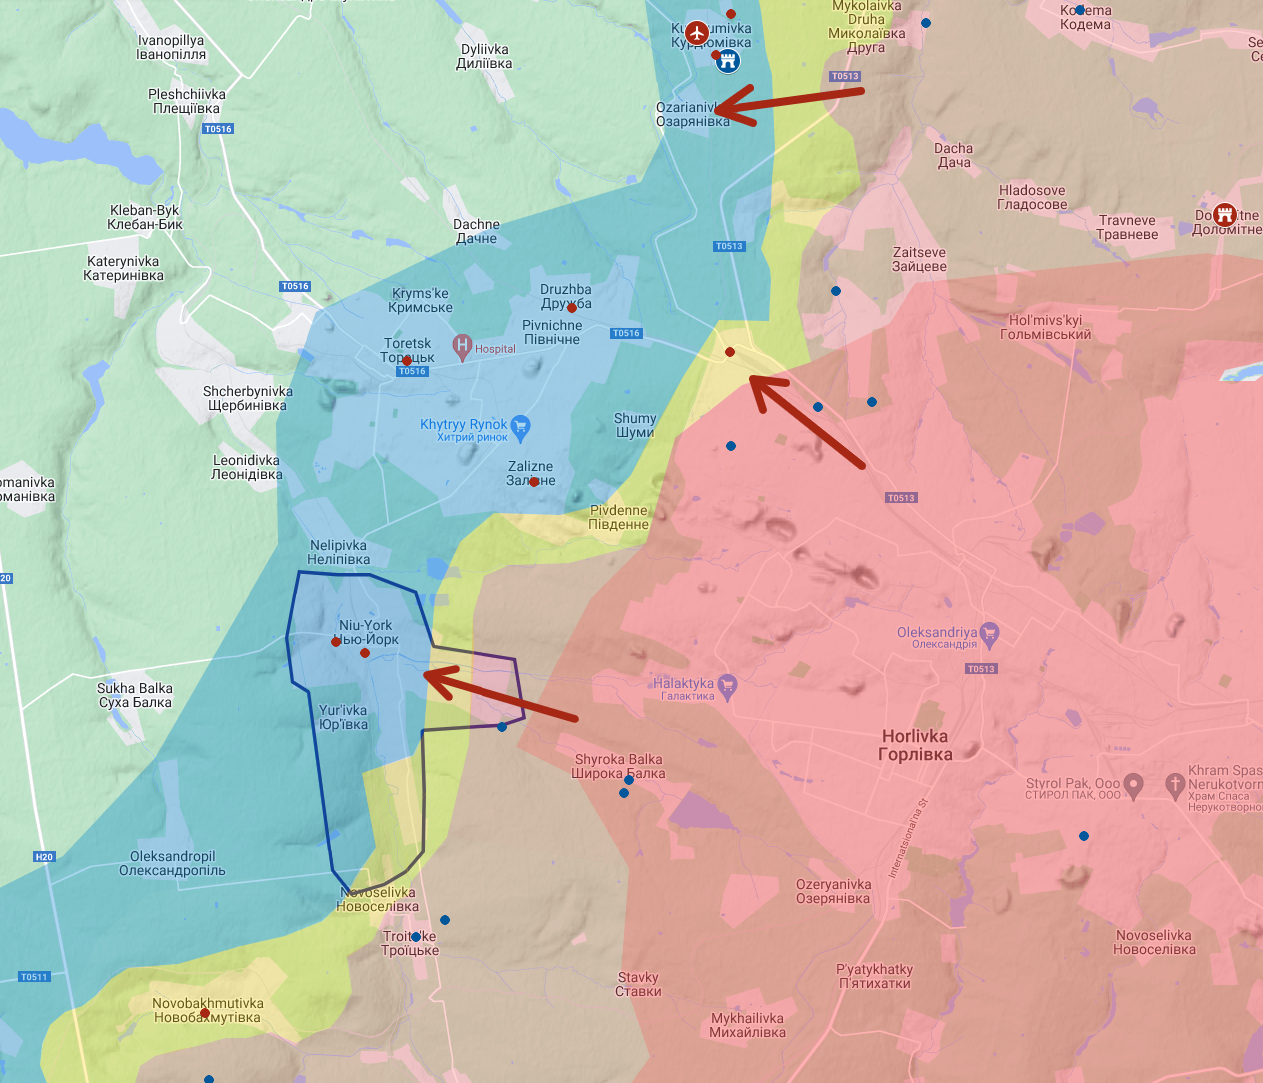 Ivanopillya
Іванопілля
Dyliivka
Диліївка
Курдюмівка
Mykolaivka
Druha
Миколаївка
Друга
Кодема
T0513
Pleshchiivka
Плещіївка
T0516
Озарянівка
Dacha
Дача
Hladosove
Гладосове
Travneve
Травневе
Доломітне
Kleban-Byk
Клебан-Бик
Dachne
Дачне
T0513
Zaitseve
Зайцеве
Katerynivka
Катеринівка
T0516
Kryms'ke
Кримське
Druzhba
Дружба
Pivnichne
Північне
T0516
Hol'mivs'kyi
Гольмівський
Toretsk
Торецьк
T0516
Hospital
Shcherbynivka
Щербинівка
Khytryy Rynok
Хитрий ринок
Shumy
Шуми
Leonidivka
Леонідівка
Zalizne
Залізне
omanivka
оманівка
T0513
Pivdenne
Південне
Nelipivka
Неліпівка
20
Niu-York
Нью-Йорк
Oleksandriya
Олександрія
T0513
Sukha Balka
Суха Балка
Halaktyka
Галактика
Yur'ivka
Юр'ївка
Horlivka
Горлівка
Shyroka Balka
Широка Балка
Styrol Pak, Ooo
СТИРОЛ ПАК, ООО
Khram Spas
Nerukotvorn
Храм Спаса
Нерукотворно
Internatsional'na St
H20
Oleksandropil
Олександропіль
Novoselivka
Новоселівка
Ozeryanivka
Озерянівка
Троїцьке
Novoselivka
Новоселівка
T0511
Stavky
Ставки
P'yatykhatky
П'ятихатки
Novobakhmutivka
Новобахмутівка
Mykhailivka
Михайлівка